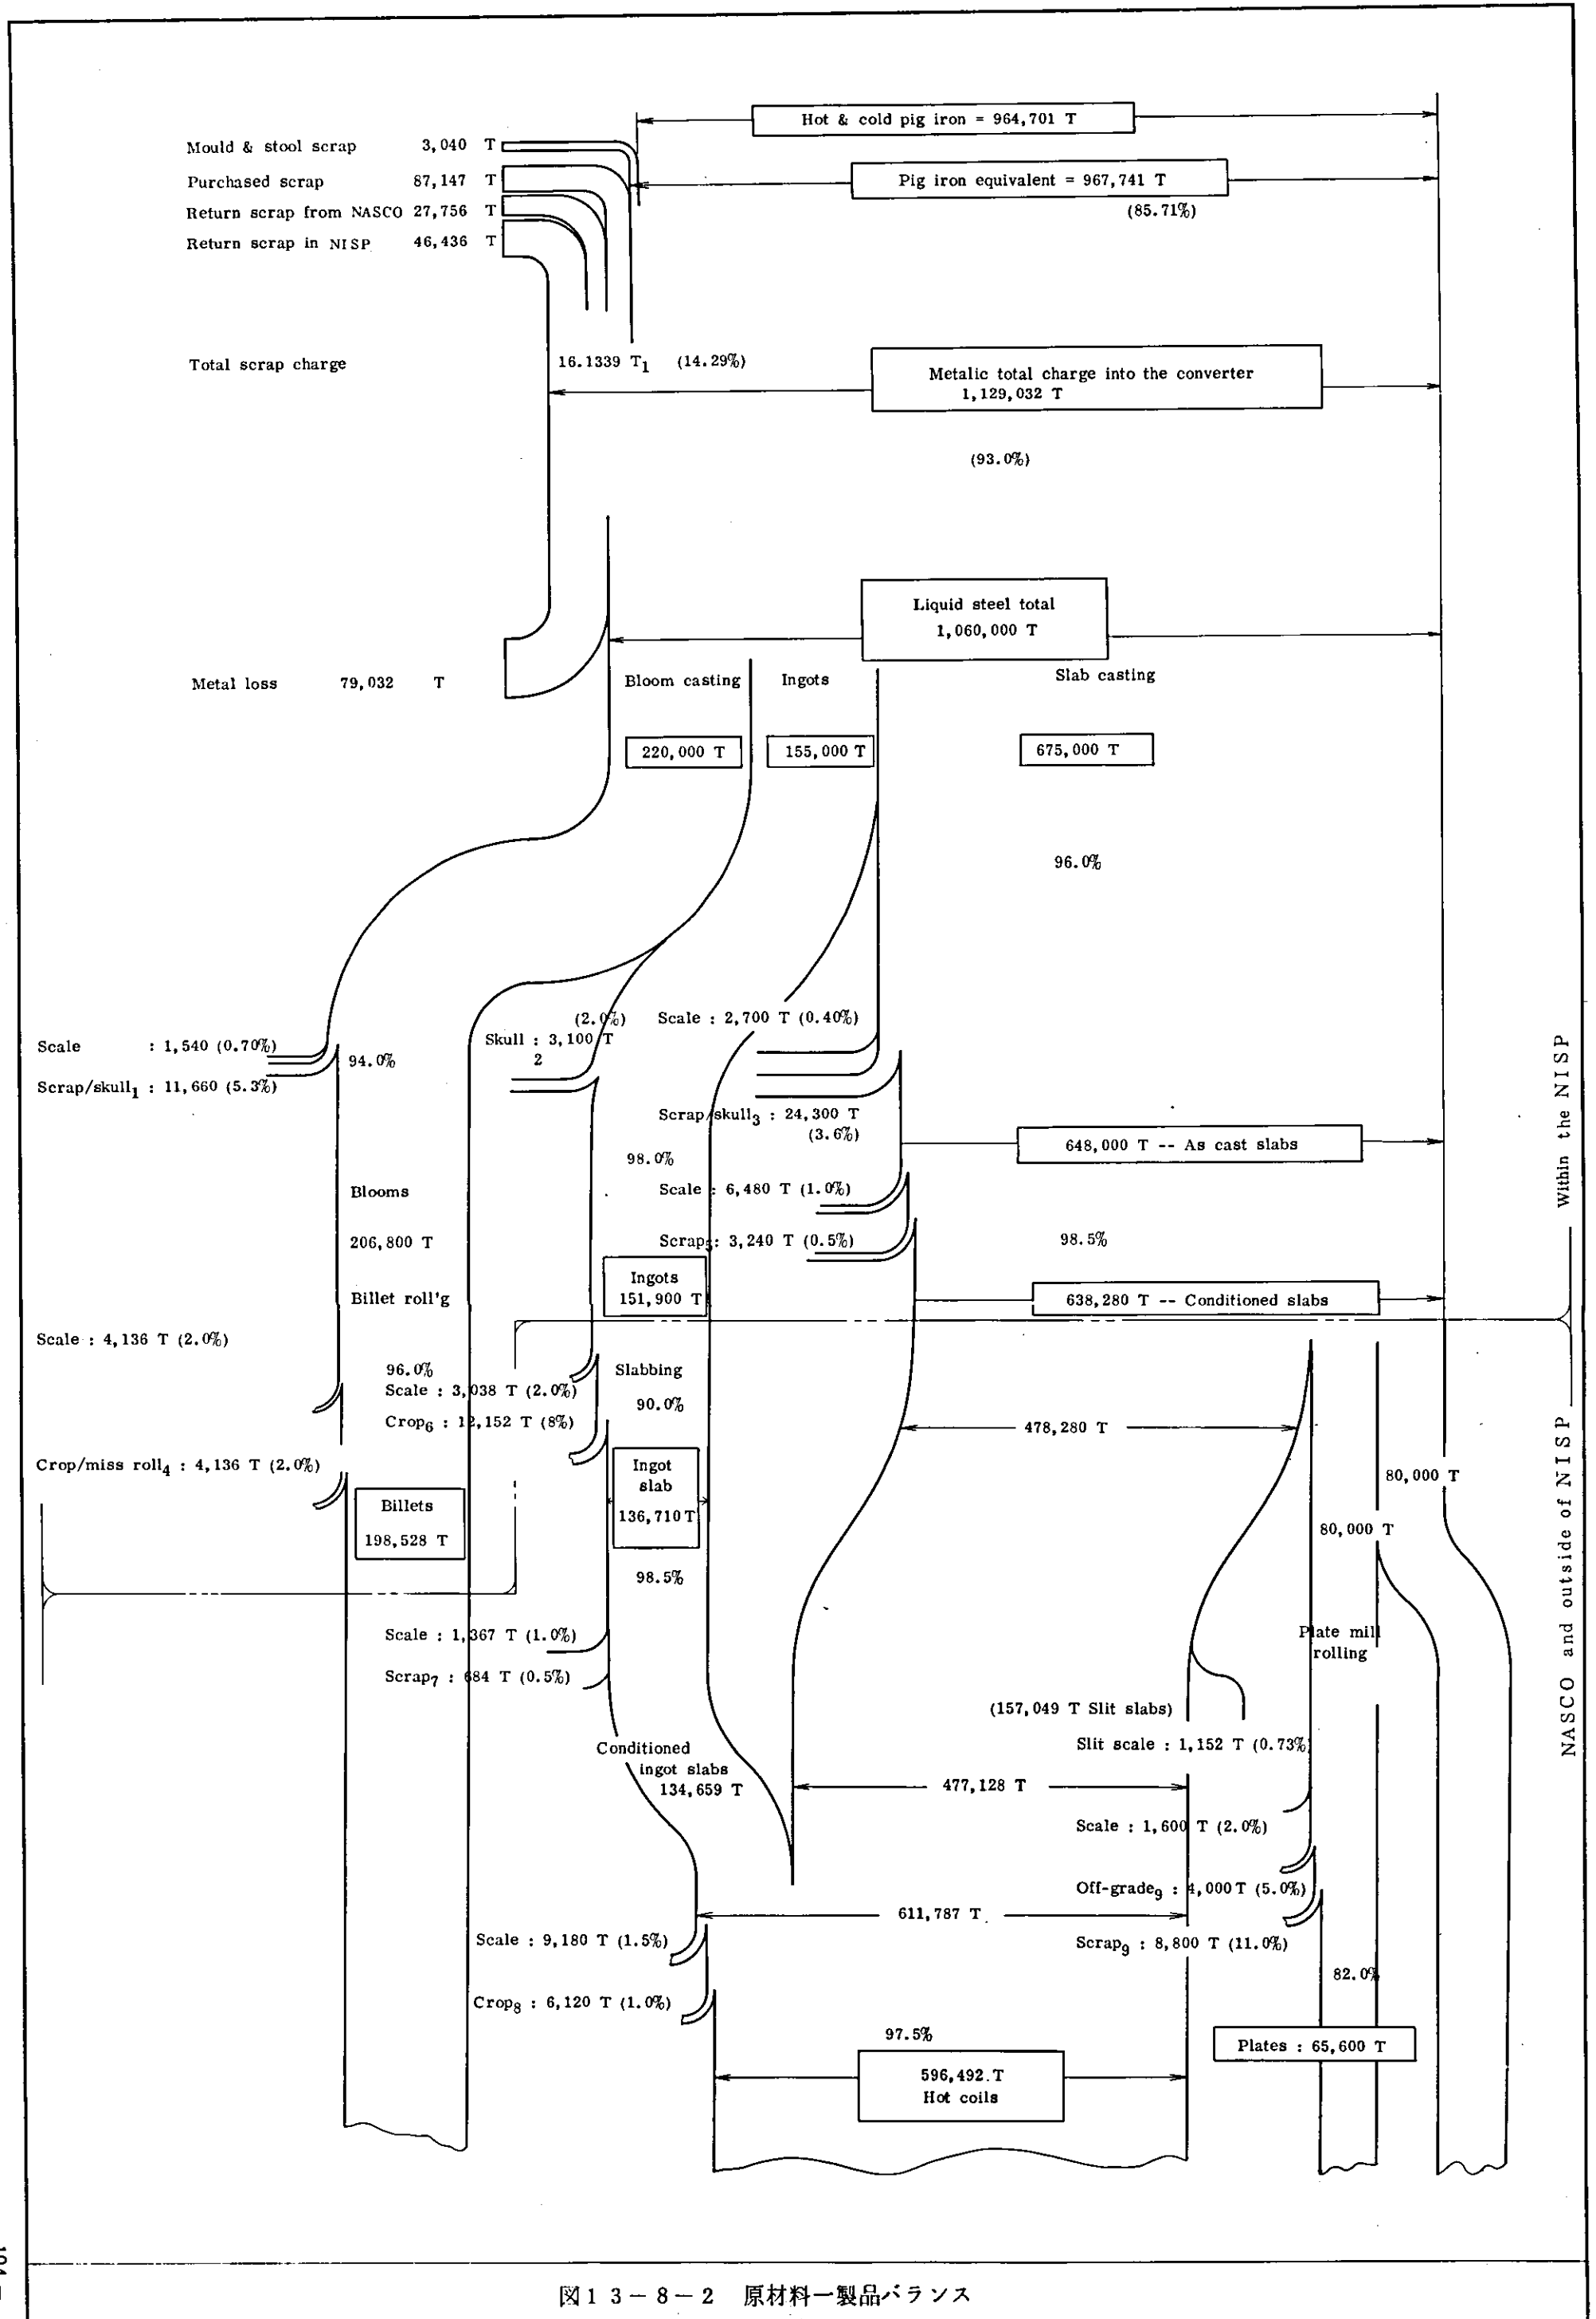 Hot & cold pig iron = 964,701 T
Mould & stool scrap 3,040 T
Purchased scrap 87,147 T
Pig iron equivalent = 967,741 T
(85.71%)
Return scrap from NASCO 27,756 T
Return scrap in NISP 46,436 T
Total scrap charge 16.1339 T1 (14.29%)
Metalic total charge into the converter
1,129,032 T
(93.0%)
Liquid steel total
1,060,000 T
Metal loss 79,032 T
Bloom casting Ingots Slab casting
220,000 T 155,000 T 675,000 T
96.0%
(2.0%) Scale : 2,700 T (0.40%)
Skull : 3,100 T
2
Scale : 1,540 (0.70%)
94.0%
Scrap/skull1 : 11,660 (5.3%)
Scrap/skull3 : 24,300 T
(3.6%)
648,000 T -- As cast slabs
98.0%
Blooms
Scale : 6,480 T (1.0%)
206,800 T
Scrap5: 3,240 T (0.5%)
98.5%
Ingots
151,900 T
Billet roll'g
638,280 T -- Conditioned slabs
Within the NISP
Scale : 4,136 T (2.0%)
96.0%
Slabbing
Scale : 3,038 T (2.0%)
90.0%
Crop6 : 12,152 T (8%)
478,280 T
Crop/miss roll4 : 4,136 T (2.0%)
Ingot
slab
136,710 T
80,000 T
Billets
198,528 T
80,000 T
NASCO and outside of NISP
98.5%
Scale : 1,367 T (1.0%)
Plate mill
rolling
Scrap7 : 684 T (0.5%)
(157,049 T Slit slabs)
Slit scale : 1,152 T (0.73%
Conditioned
ingot slabs
134,659 T
477,128 T
Scale : 1,600 T (2.0%)
Off-grade9 : 4,000 T (5.0%)
611,787 T
Scale : 9,180 T (1.5%)
Scrap9 : 8,800 T (11.0%)
82.0%
Crop8 : 6,120 T (1.0%)
97.5%
Plates : 65,600 T
596,492.T
Hot coils
図13-8-2 原材料ー製品バランス